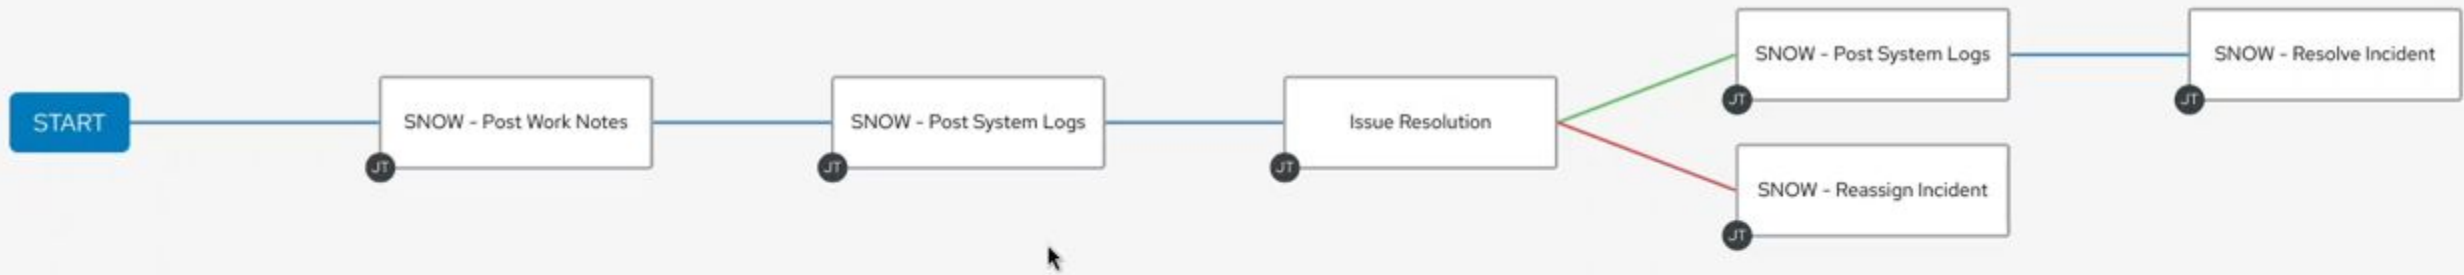 START
SNOW - Post Work Notes
JT
SNOW - Post System Logs
JT
Issue Resolution
JT
SNOW - Post System Logs
JT
SNOW - Resolve Incident
JT
SNOW - Reassign Incident
JT